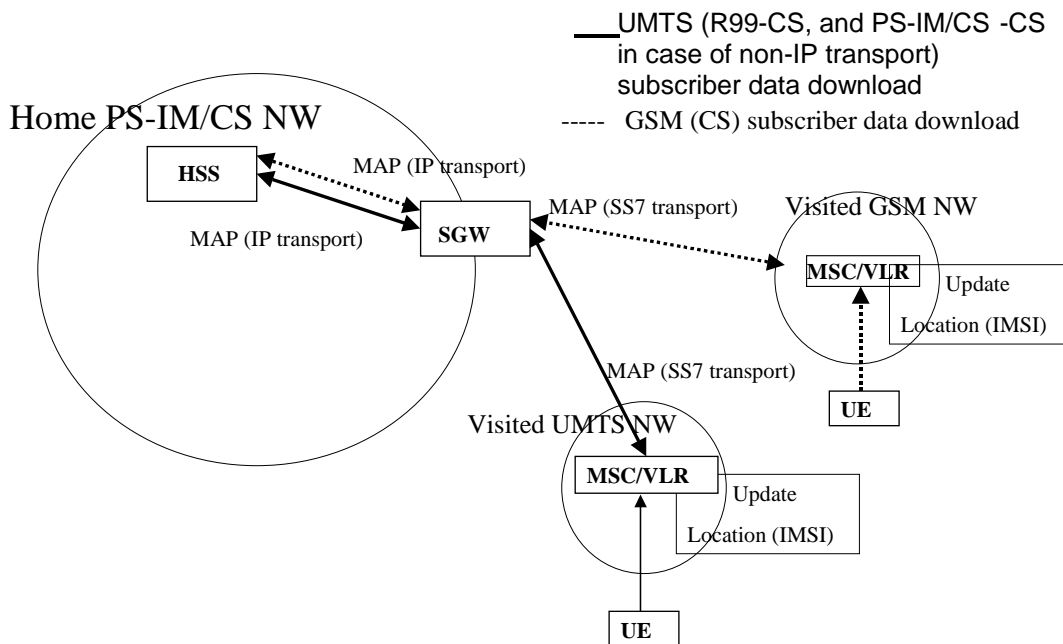 UMTS (R99-CS, and PS-IM/CS -CS
in case of non-IP transport)
subscriber data download
GSM (CS) subscriber data download
Home PS-IM/CS NW
HSS
MAP (IP transport)
MAP (IP transport)
SGW
MAP (SS7 transport)
Visited GSM NW
MSC/VLR
Update
Location (IMSI)
UE
MAP (SS7 transport)
Visited UMTS NW
MSC/VLR
Update
Location (IMSI)
UE